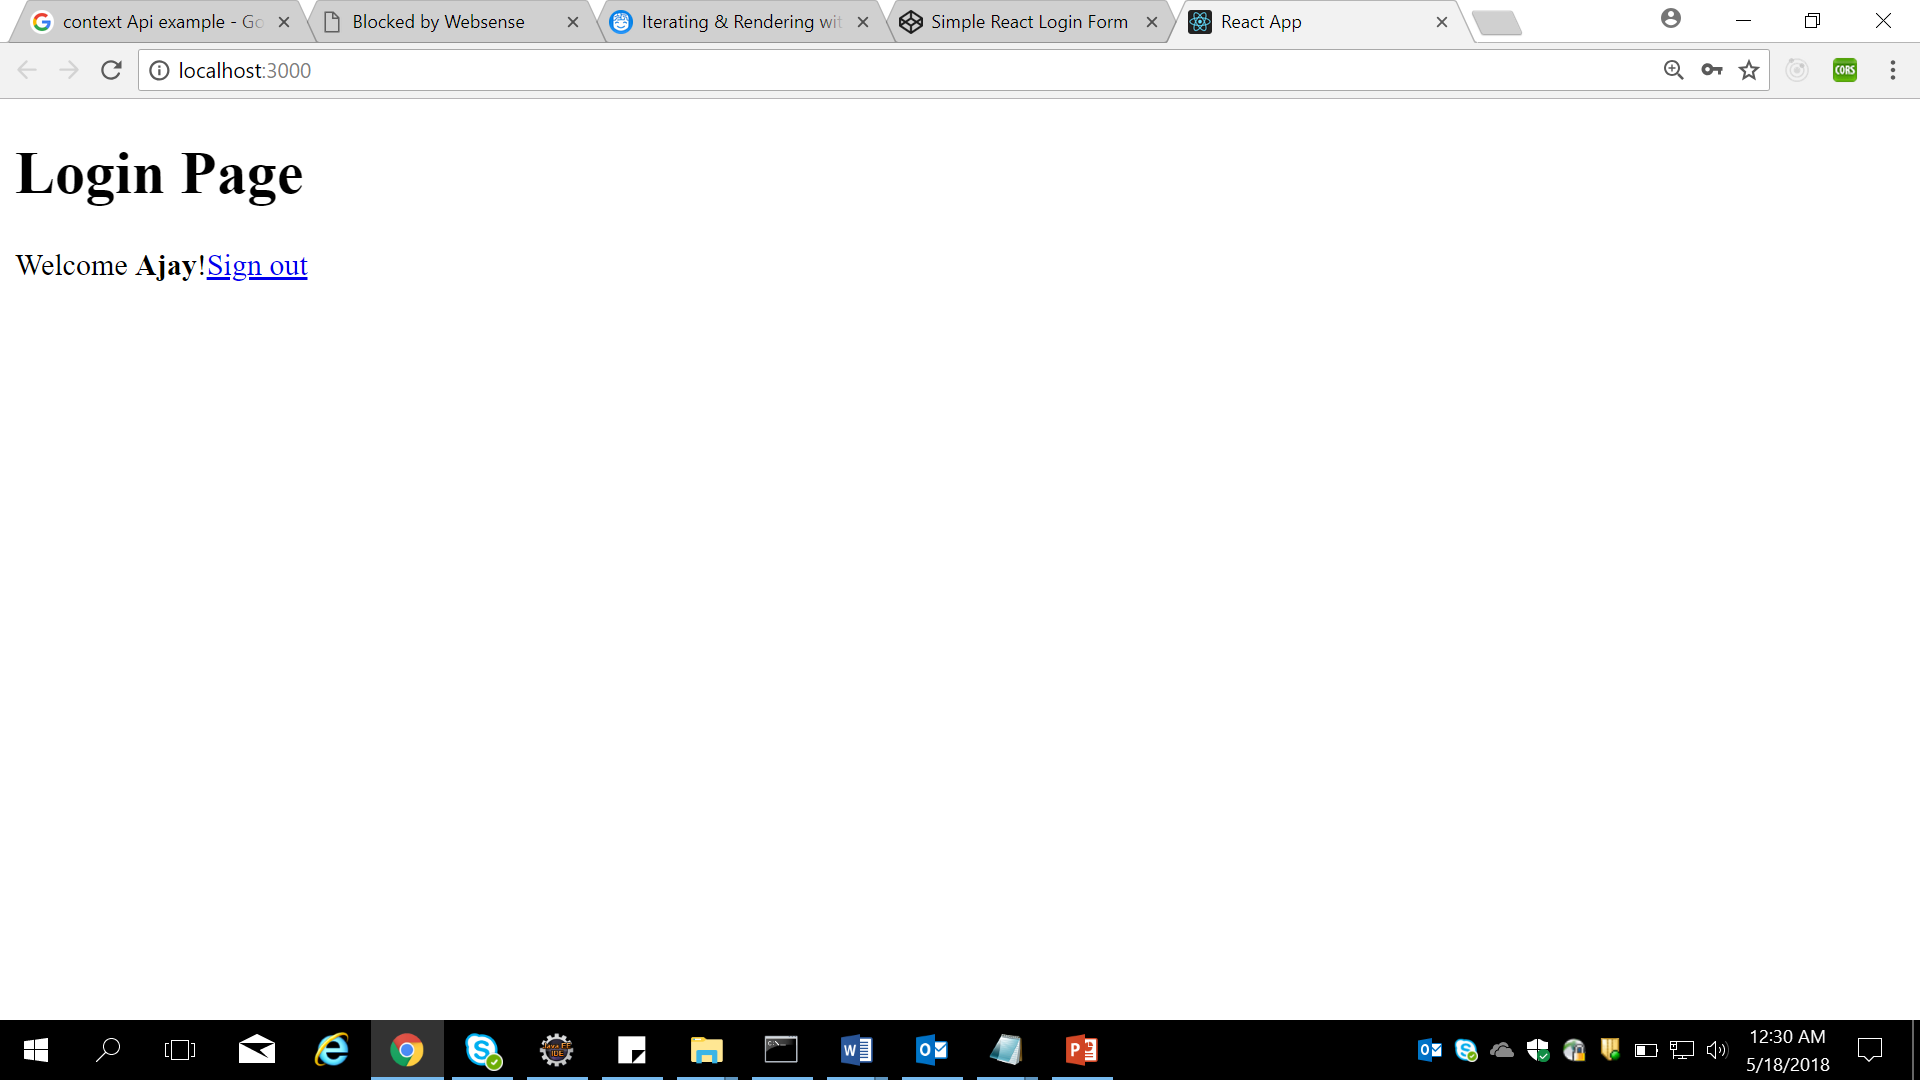 context Api example - Go
Blocked by Websense
Iterating & Rendering wit
Simple React Login Form
React App
localhost:3000
CORS
Login Page
Welcome Ajay!Sign out
12:30 AM
5/18/2018